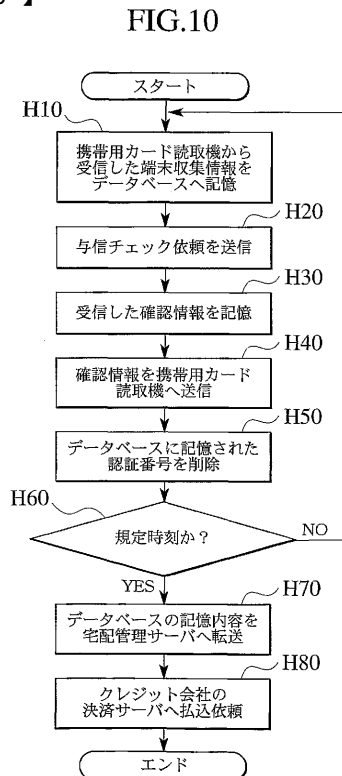 】
FIG.10
スタート
H10
携帯用カード読取機から
受信した端末収集情報を
データベースへ記憶
H20
与信チェック依頼を送信
H30
受信した確認情報を記憶
H40
確認情報を携帯用カード
読取機へ送信
H50
データベースに記憶された
認証番号を削除
H60
規定時刻か？
NO
YES
H70
データベースの記憶内容を
宅配管理サーバへ転送
H80
クレジット会社の
決済サーバへ払込依頼
エンド